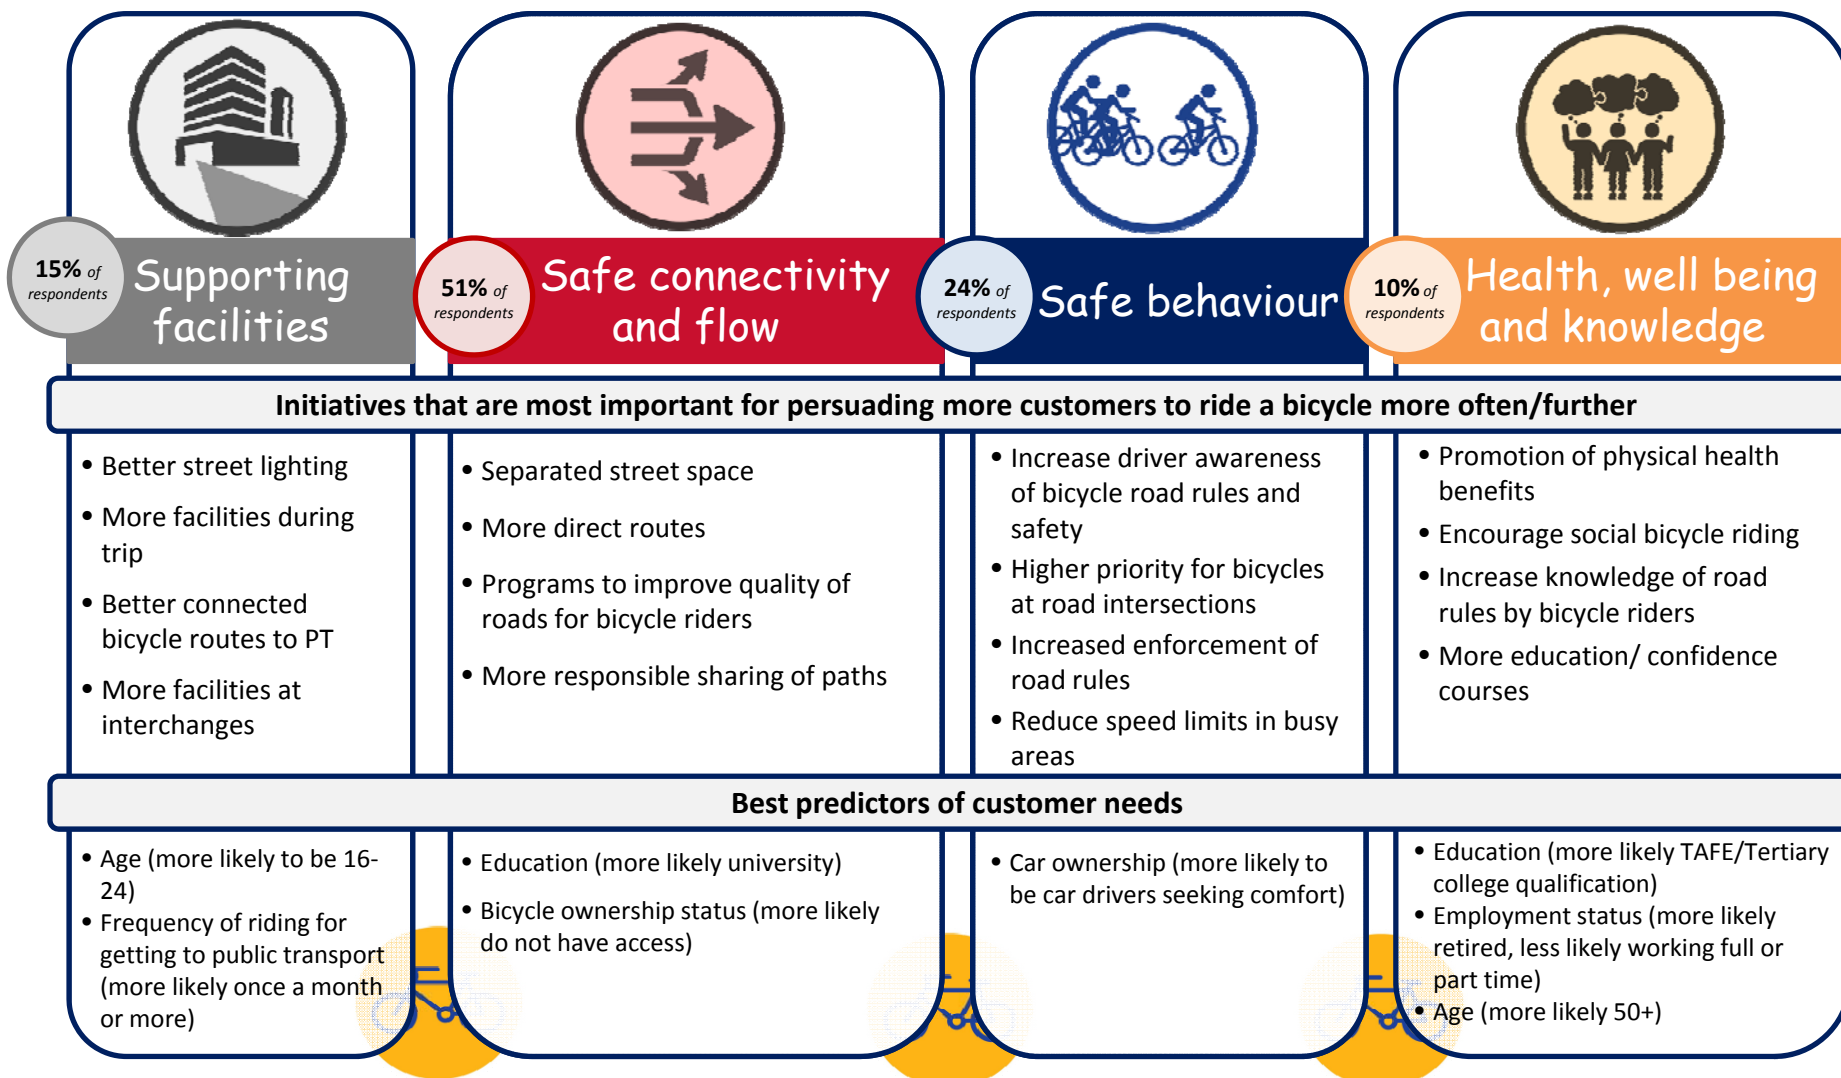 15% of
respondents
Supporting
facilities
51% of
respondents
Safe connectivity
and flow
24% of
respondents
Safe behaviour
10% of
respondents
Health, well being
and knowledge
Initiatives that are most important for persuading more customers to ride a bicycle more often/further
• Better street lighting
• More facilities during
trip
• Better connected
bicycle routes to PT
• More facilities at
interchanges
• Separated street space
• More direct routes
• Programs to improve quality of
roads for bicycle riders
• More responsible sharing of paths
• Increase driver awareness
of bicycle road rules and
safety
• Higher priority for bicycles
at road intersections
• Increased enforcement of
road rules
• Reduce speed limits in busy
areas
• Promotion of physical health
benefits
• Encourage social bicycle riding
• Increase knowledge of road
rules by bicycle riders
• More education/ confidence
courses
Best predictors of customer needs
• Age (more likely to be 16-
24)
• Frequency of riding for
getting to public transport
(more likely once a month
or more)
• Education (more likely university)
• Bicycle ownership status (more likely
do not have access)
• Car ownership (more likely to
be car drivers seeking comfort)
• Education (more likely TAFE/Tertiary
college qualification)
• Employment status (more likely
retired, less likely working full or
part time)
• Age (more likely 50+)